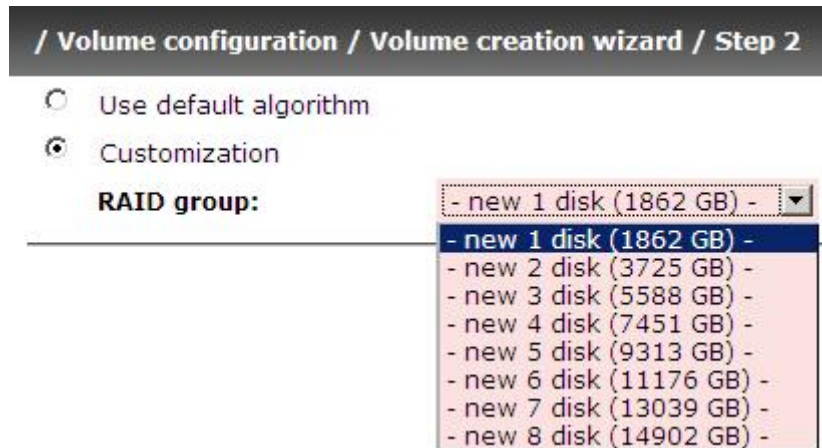 / Volume configuration / Volume creation wizard / Step 2
Use default algorithm
Customization
RAID group: - new 1 disk (1862 GB) -
- new 1 disk (1862 GB) -
- new 2 disk (3725 GB) -
- new 3 disk (5588 GB) -
- new 4 disk (7451 GB) -
- new 5 disk (9313 GB) -
- new 6 disk (11176 GB) -
- new 7 disk (13039 GB) -
- new 8 disk (14902 GB) -